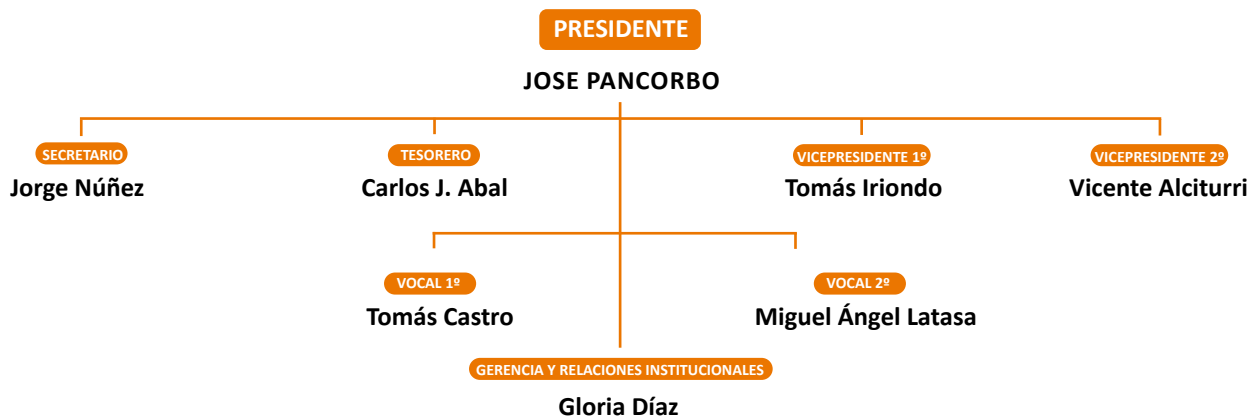 PRESIDENTE
JOSE PANCORBO
SECRETARIO
Jorge Núñez
TESORERO
Carlos J. Abal
VICEPRESIDENTE 1º
Tomás Iriondo
VICEPRESIDENTE 2º
Vicente Alciturri
VOCAL 1º
Tomás Castro
VOCAL 2º
Miguel Ángel Latasa
GERENCIA Y RELACIONES INSTITUCIONALES
Gloria Díaz